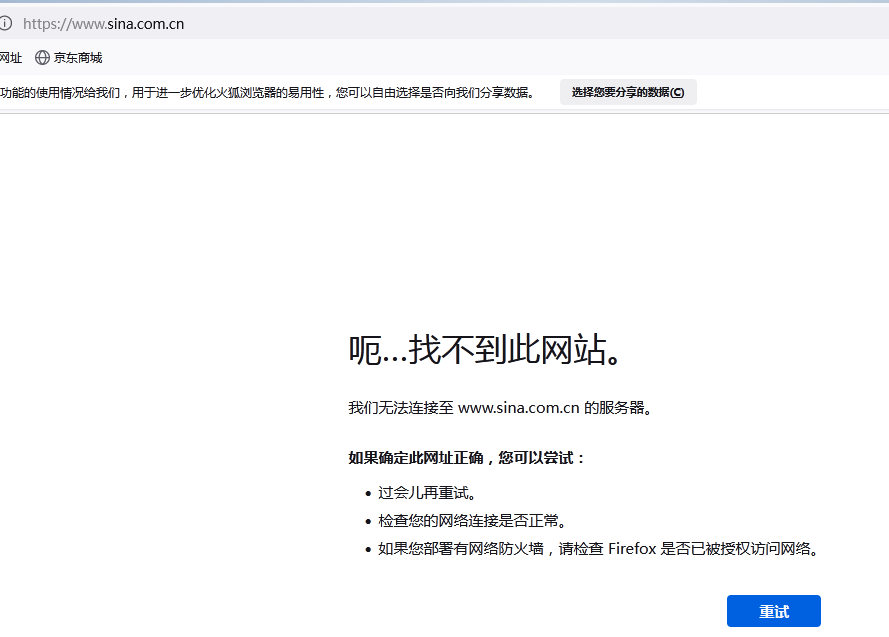 https://www.sina.com.cn
网址 京东商城
功能的使用情况给我们，用于进一步优化火狐浏览器的易用性，您可以自由选择是否向我们分享数据。 选择您要分享的数据(C)
呃…找不到此网站。
我们无法连接至 www.sina.com.cn 的服务器。
如果确定此网址正确，您可以尝试：
• 过会儿再重试。
• 检查您的网络连接是否正常。
• 如果您部署有网络防火墙，请检查 Firefox 是否已被授权访问网络。
重试